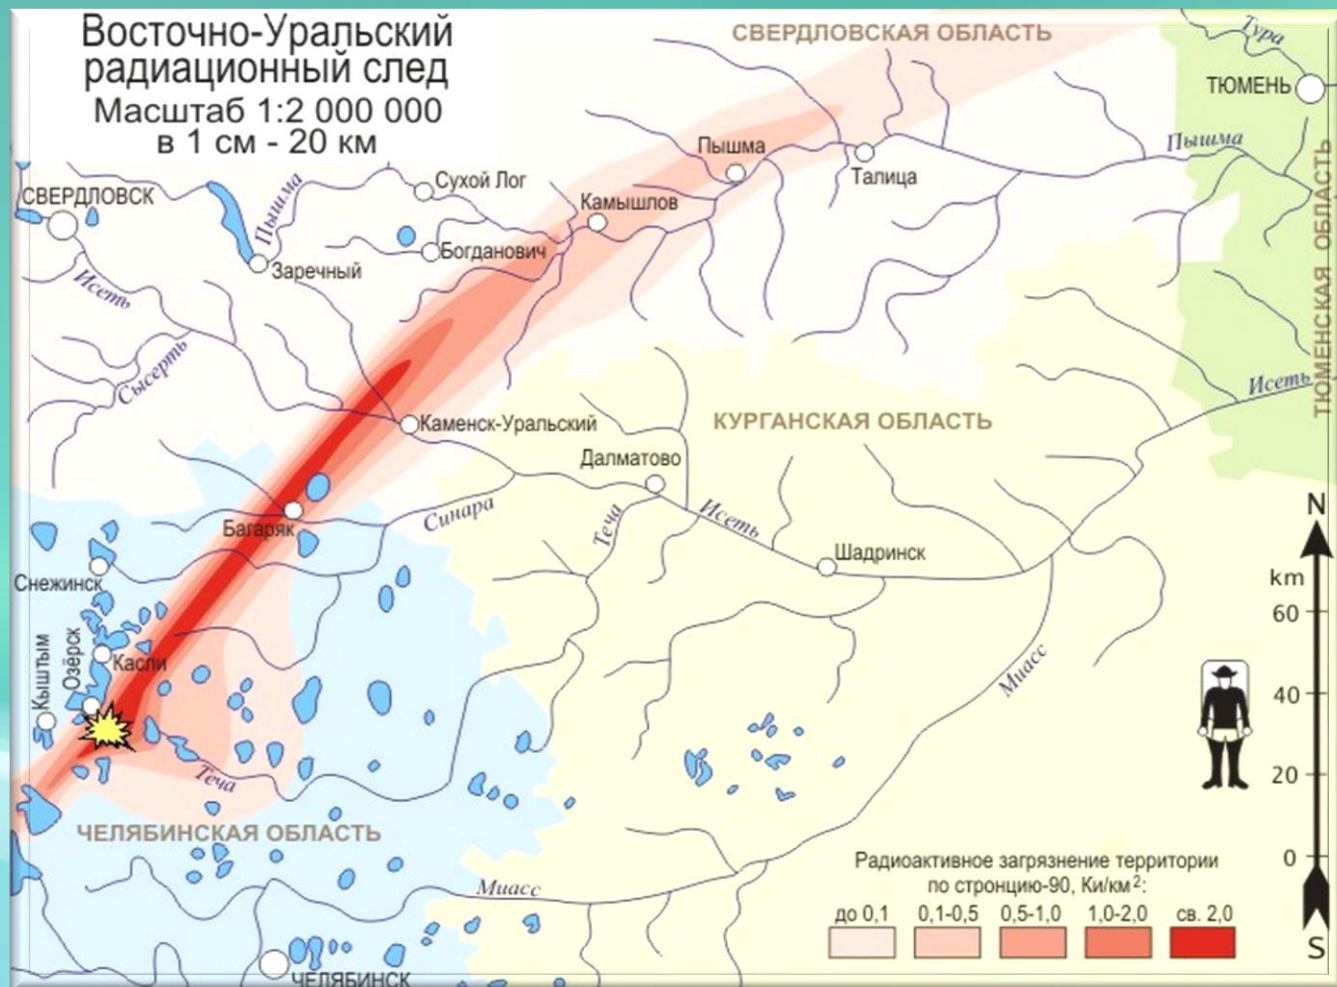 Восточно-Уральский
радиационный след
Масштаб 1:2 000 000
в 1 см - 20 км
СВЕРДЛОВСКАЯ ОБЛАСТЬ
Тура
ТЮМЕНЬ
Пышма
Пышма
Талица
ТЮМЕНСКАЯ ОБЛАСТЬ
СВЕРДЛОВСК
Пышма
Сухой Лог
Камышлов
Богданович
Заречный
Исеть
Сысерть
Исеть
Каменск-Уральский
КУРГАНСКАЯ ОБЛАСТЬ
Далматово
Багаряк
Синара
Теча
Исеть
Шадринск
Снежинск
Кыштым
Озёрск
Касли
Миасс
Теча
ЧЕЛЯБИНСКАЯ ОБЛАСТЬ
Миасс
ЧЕЛЯБИНСК
N
km
60
40
20
0
S
Радиоактивное загрязнение территории
по стронцию-90, Ки/км²:
до 0,1 0,1-0,5 0,5-1,0 1,0-2,0 св. 2,0